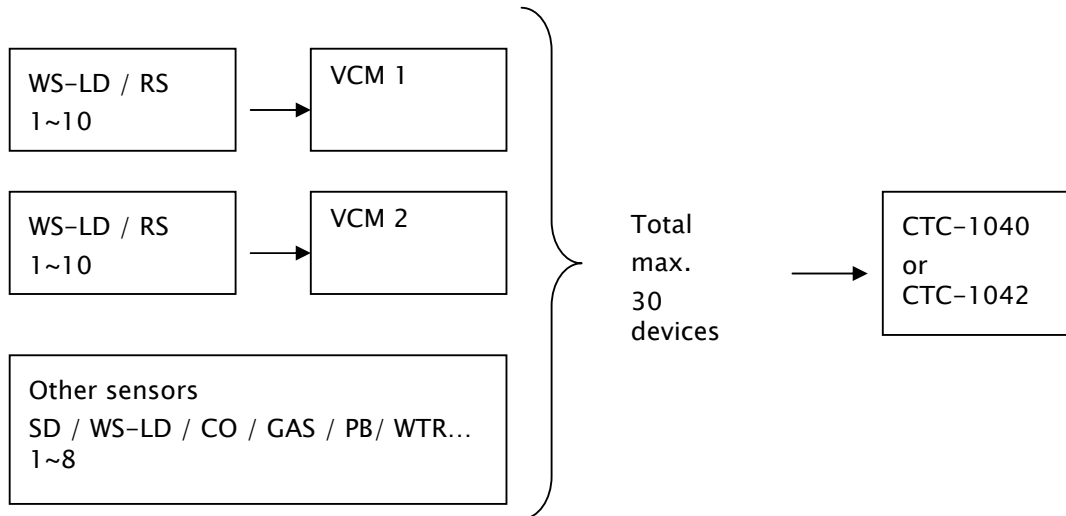 WS-LD / RS
1~10
VCM 1
WS-LD / RS
1~10
VCM 2
Other sensors
SD / WS-LD / CO / GAS / PB/ WTR…
1~8
Total
max.
30
devices
CTC-1040
or
CTC-1042